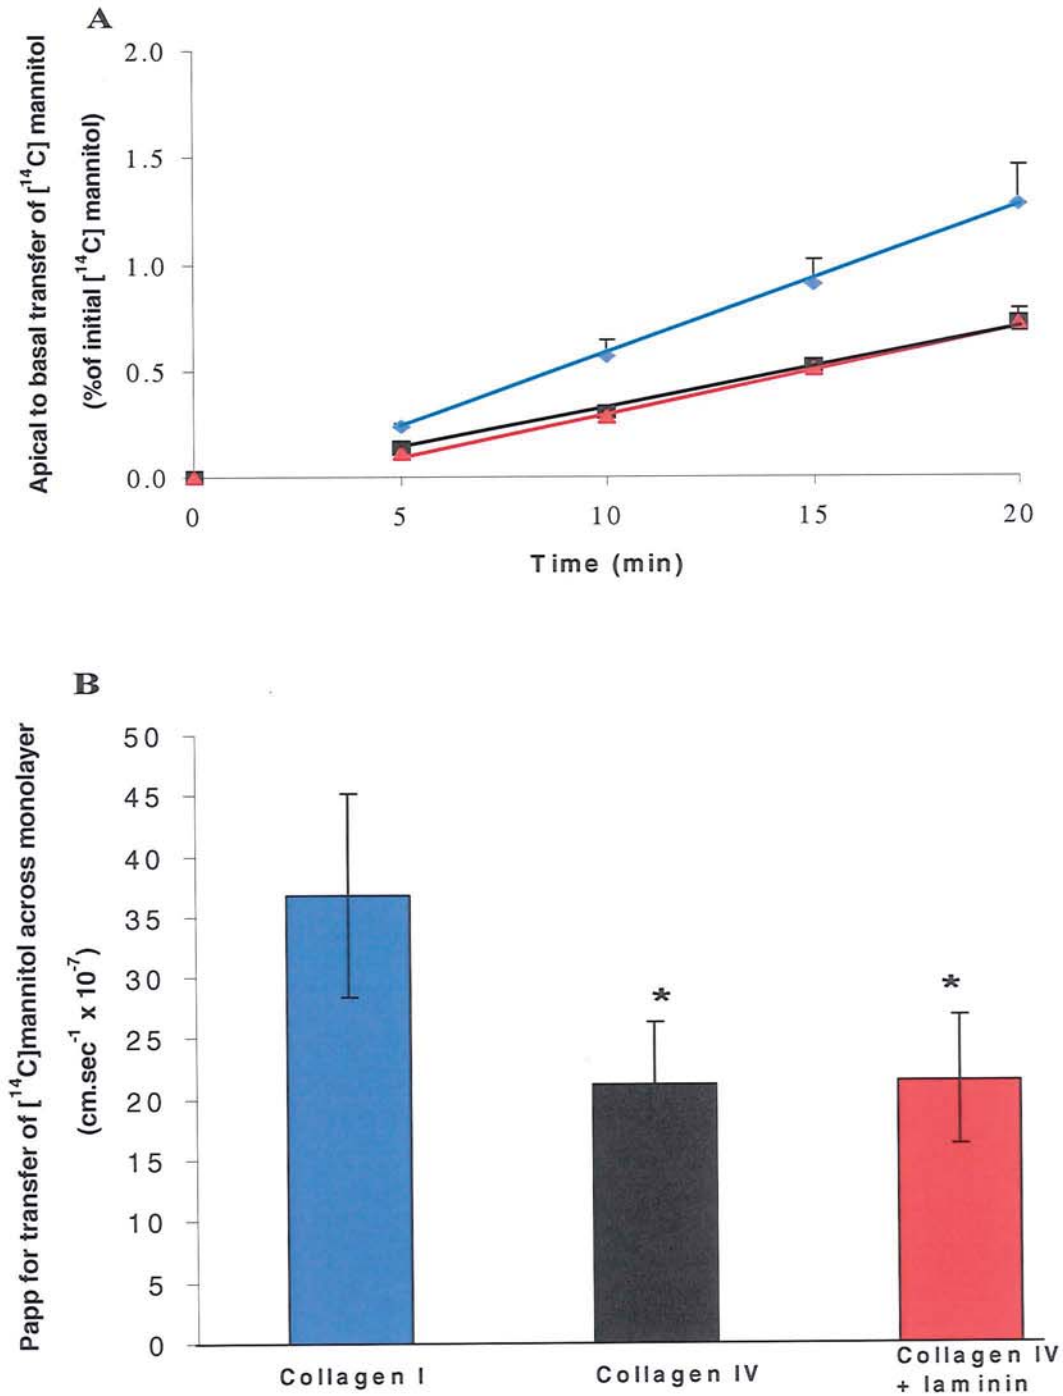 A
Apical to basal transfer of [¹⁴C] mannitol
(%of initial [¹⁴C] mannitol)
2.0
1.5
1.0
0.5
0.0
0 5 10 15 20
Time (min)
B
Papp for transfer of [¹⁴C]mannitol across monolayer
(cm.sec⁻¹ x 10⁻⁷)
50
45
40
35
30
25
20
15
10
5
0
* *
Collagen I Collagen IV Collagen IV
+ laminin